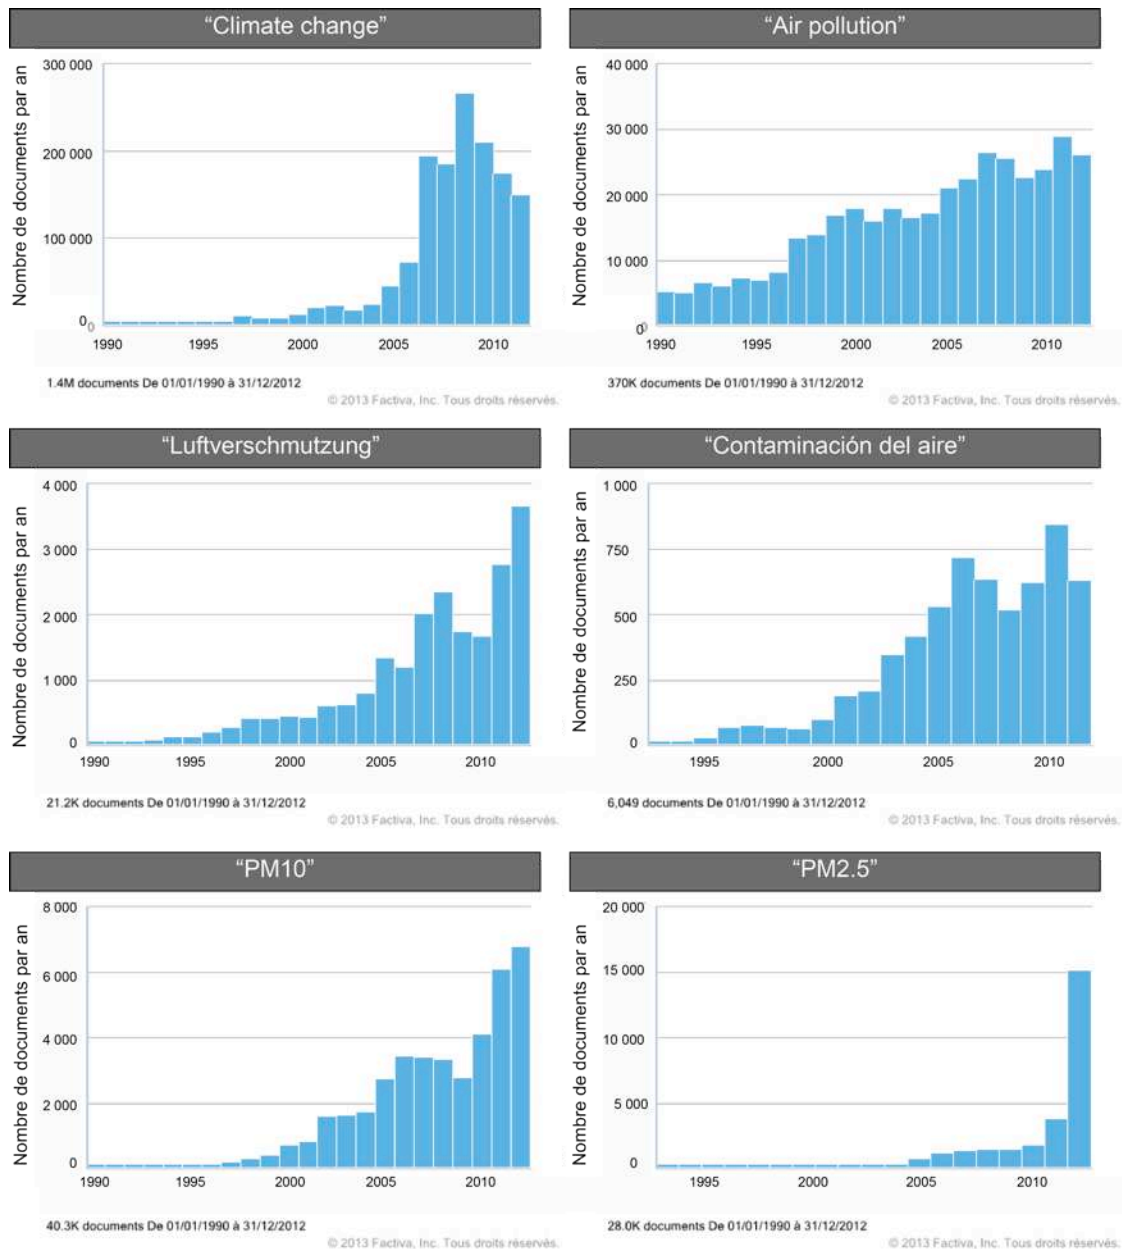 “Climate change”
Nombre de documents par an
300 000
200 000
100 000
0
0
1990 1995 2000 2005 2010
1.4M documents De 01/01/1990 à 31/12/2012
© 2013 Factiva, Inc. Tous droits réservés.
“Air pollution”
Nombre de documents par an
40 000
30 000
20 000
10 000
0
1990 1995 2000 2005 2010
370K documents De 01/01/1990 à 31/12/2012
© 2013 Factiva, Inc. Tous droits réservés.
“Luftverschmutzung”
Nombre de documents par an
4 000
3 000
2 000
1 000
0
1990 1995 2000 2005 2010
21.2K documents De 01/01/1990 à 31/12/2012
© 2013 Factiva, Inc. Tous droits réservés.
“Contaminación del aire”
Nombre de documents par an
1 000
750
500
250
0
1995 2000 2005 2010
6,049 documents De 01/01/1990 à 31/12/2012
© 2013 Factiva, Inc. Tous droits réservés.
“PM10”
Nombre de documents par an
8 000
6 000
4 000
2 000
0
1990 1995 2000 2005 2010
40.3K documents De 01/01/1990 à 31/12/2012
© 2013 Factiva, Inc. Tous droits réservés.
“PM2.5”
Nombre de documents par an
20 000
15 000
10 000
5 000
0
1995 2000 2005 2010
28.0K documents De 01/01/1990 à 31/12/2012
© 2013 Factiva, Inc. Tous droits réservés.